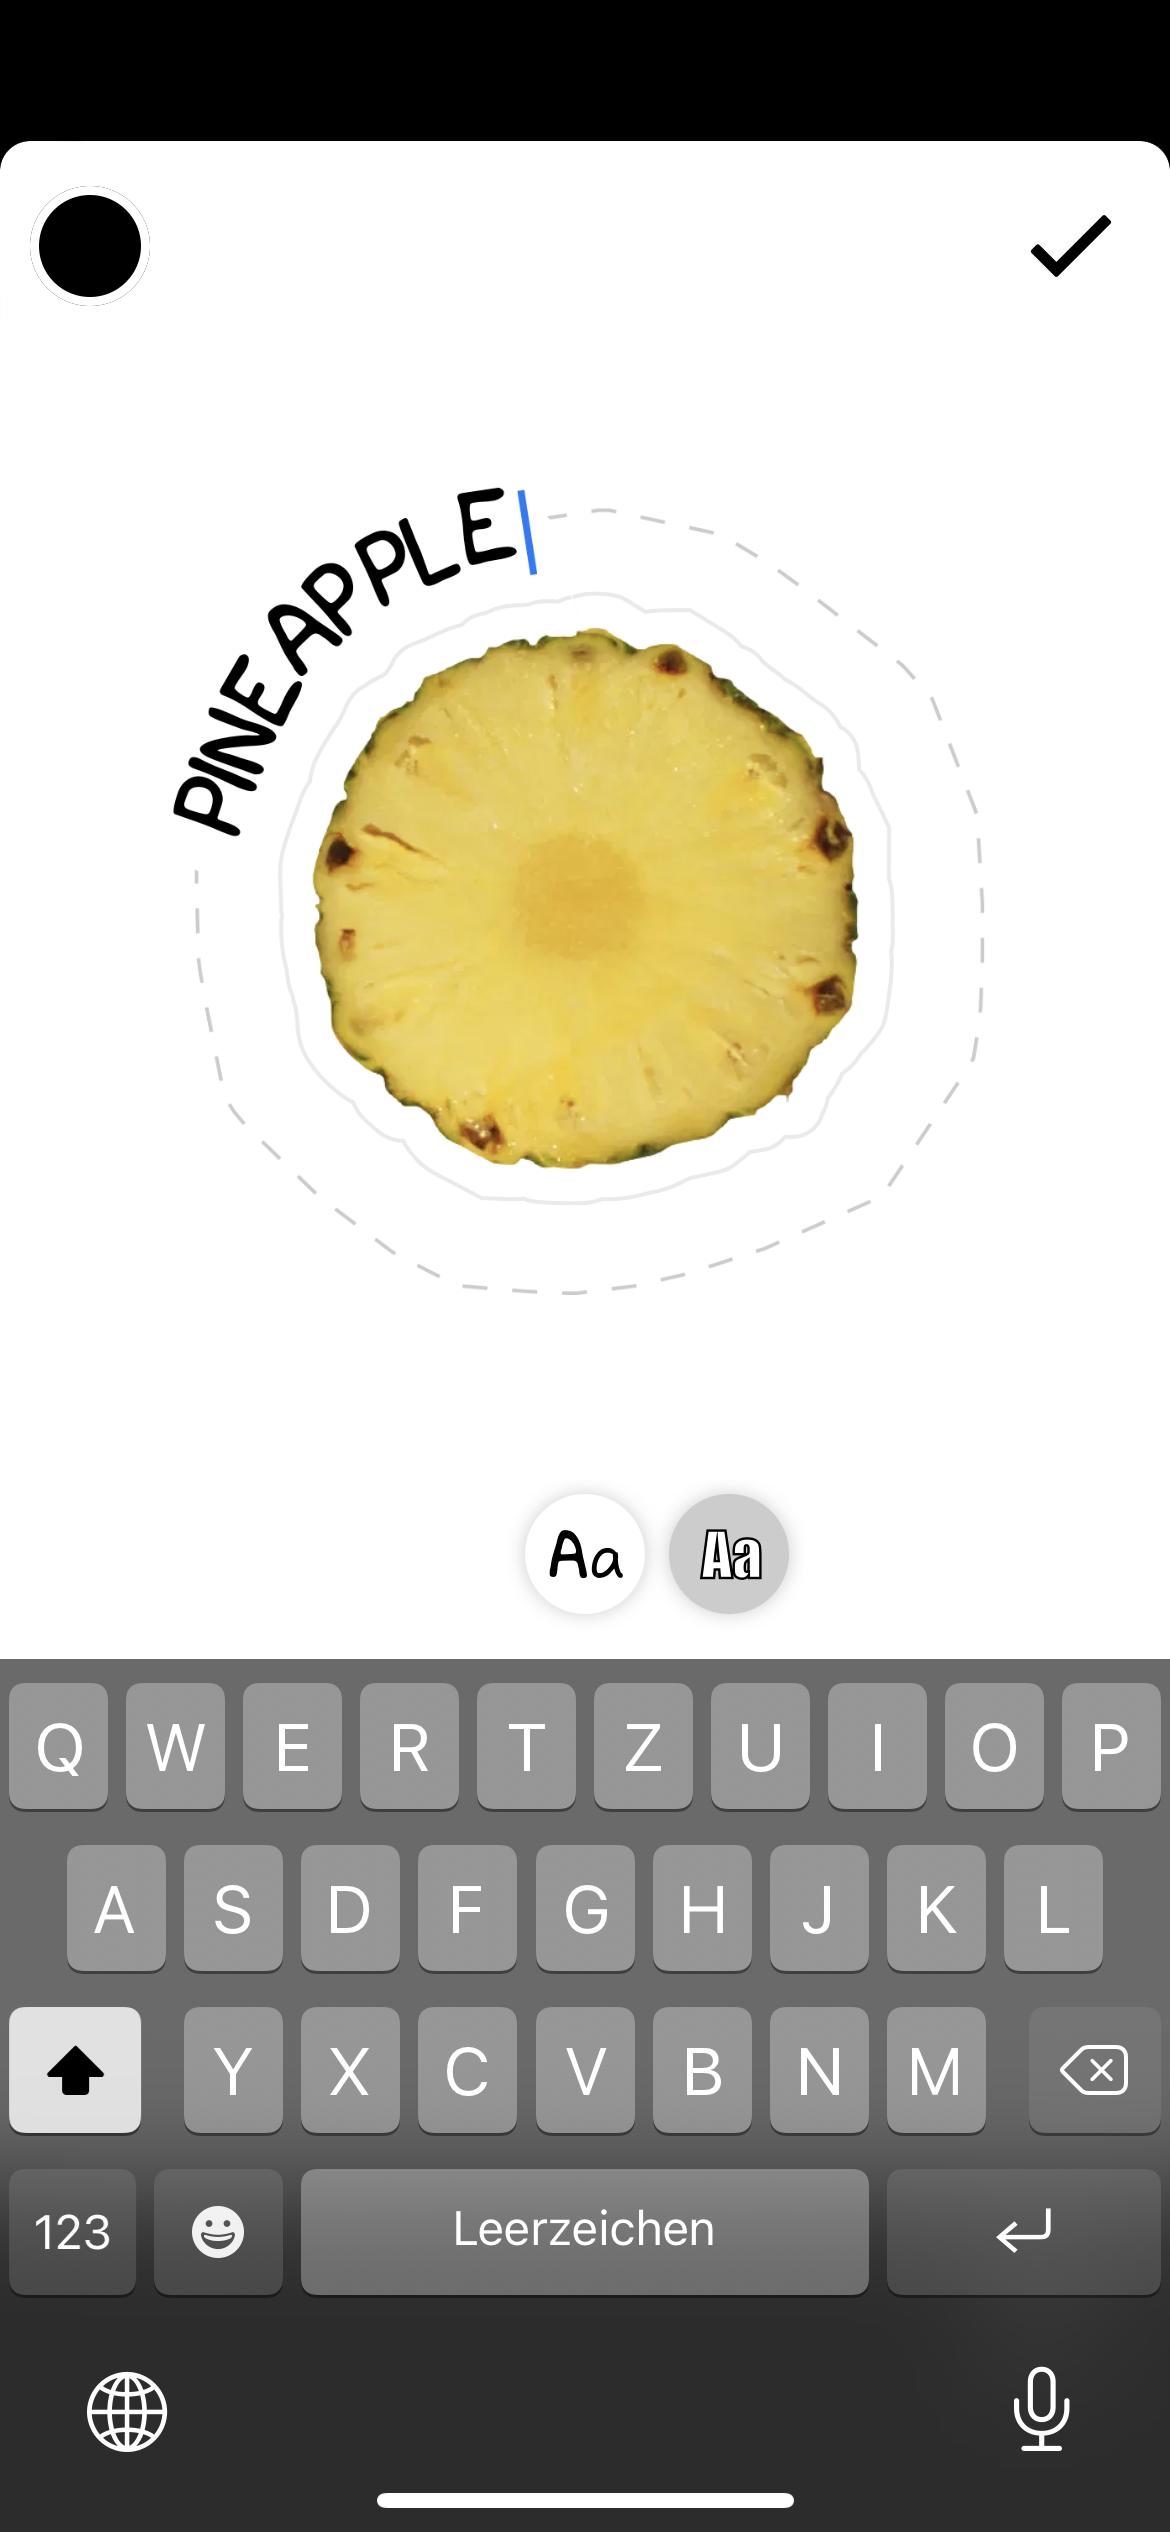 PINEAPPLE
Aa Aa
Q W E R T Z U I O P
A S D F G H J K L
Y X C V B N M
123 Leerzeichen